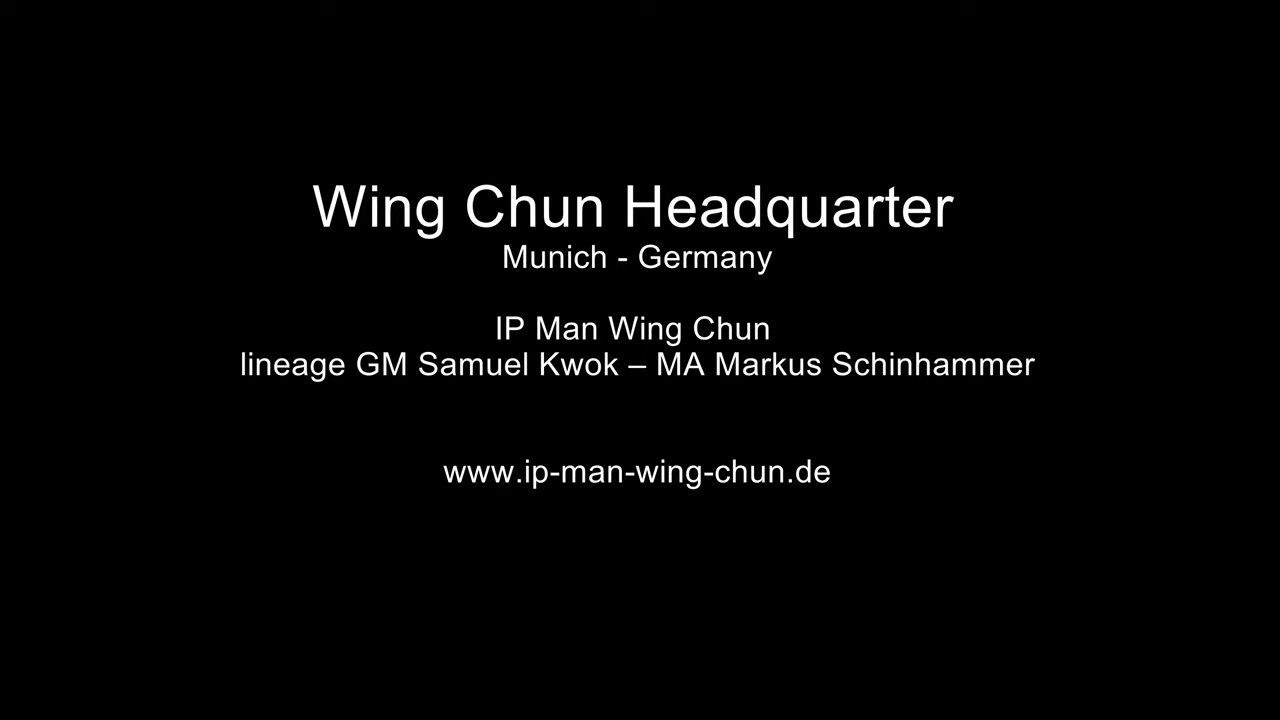 Wing Chun Headquarter
Munich - Germany
IP Man Wing Chun
lineage GM Samuel Kwok – MA Markus Schinhammer
www.ip-man-wing-chun.de